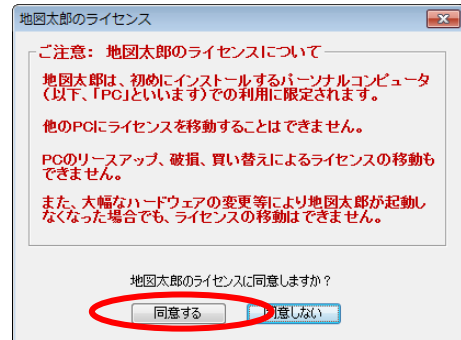 地図太郎のライセンス
ご注意： 地図太郎のライセンスについて
地図太郎は、初めにインストールするパーソナルコンピュータ
（以下、「PC」といいます）での利用に限定されます。
他のPCにライセンスを移動することはできません。
PCのリースアップ、破損、買い替えによるライセンスの移動も
できません。
また、大幅なハードウェアの変更等により地図太郎が起動し
なくなった場合でも、ライセンスの移動はできません。
地図太郎のライセンスに同意しますか？
同意する
同意しない